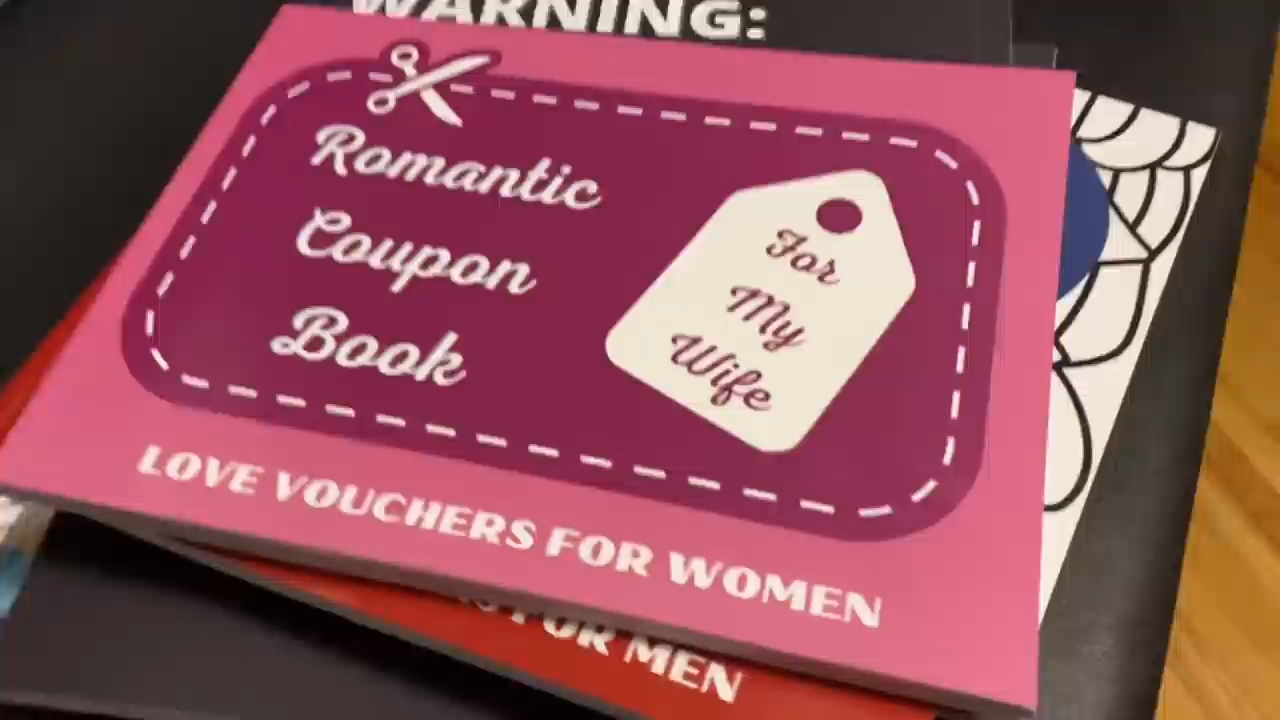 WARNING:
Romantic
Coupon
Book
For
My
Wife
LOVE VOUCHERS FOR WOMEN
FOR MEN